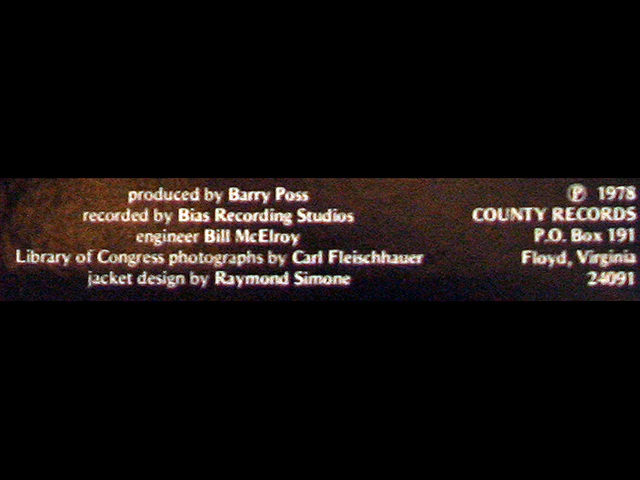 produced by Barry Poss
recorded by Bias Recording Studios
engineer Bill McElroy
Library of Congress photographs by Carl Fleischhauer
jacket design by Raymond Simone
℗ 1978
COUNTY RECORDS
P.O. Box 191
Floyd, Virginia
24091